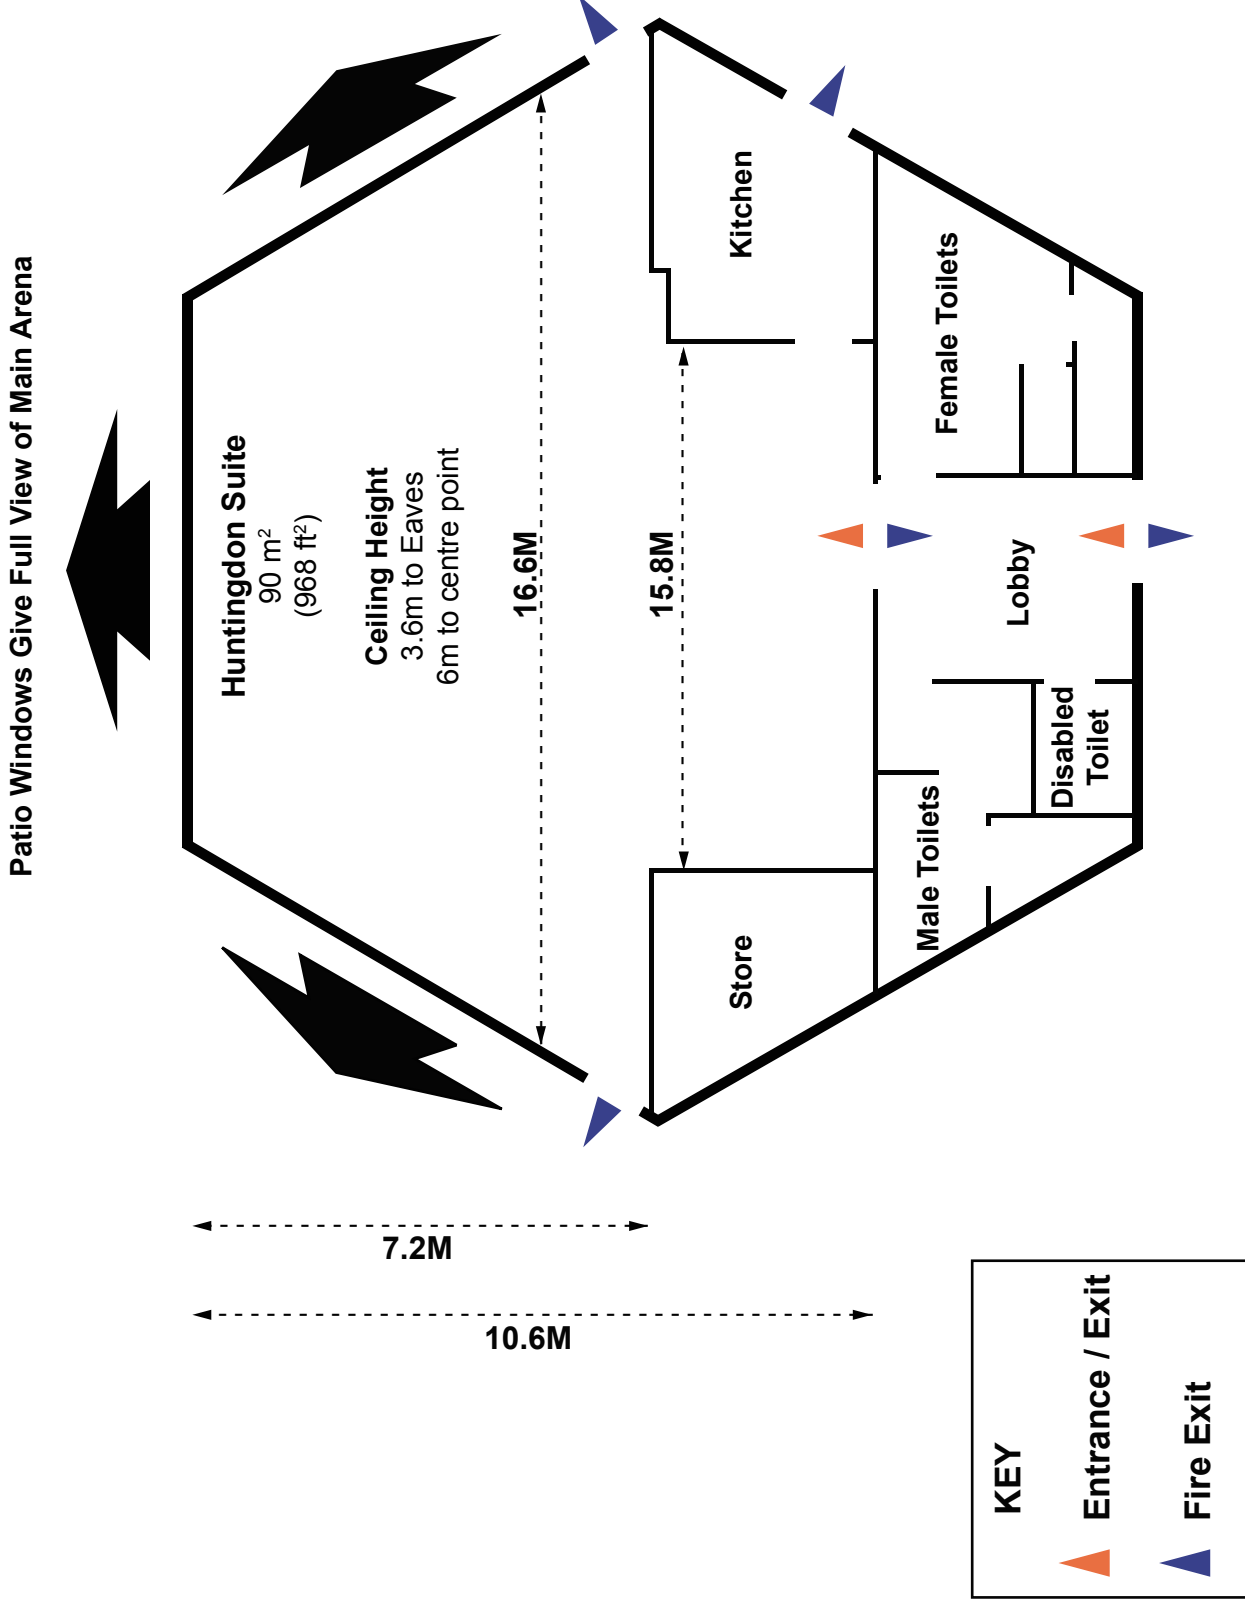 Patio Windows Give Full View of Main Arena
Huntingdon Suite
90 m²
(968 ft²)
Ceiling Height
3.6m to Eaves
6m to centre point
16.6M
15.8M
Kitchen
Store
Female Toilets
Male Toilets
Lobby
Disabled
Toilet
7.2M
10.6M
KEY
Entrance / Exit
Fire Exit